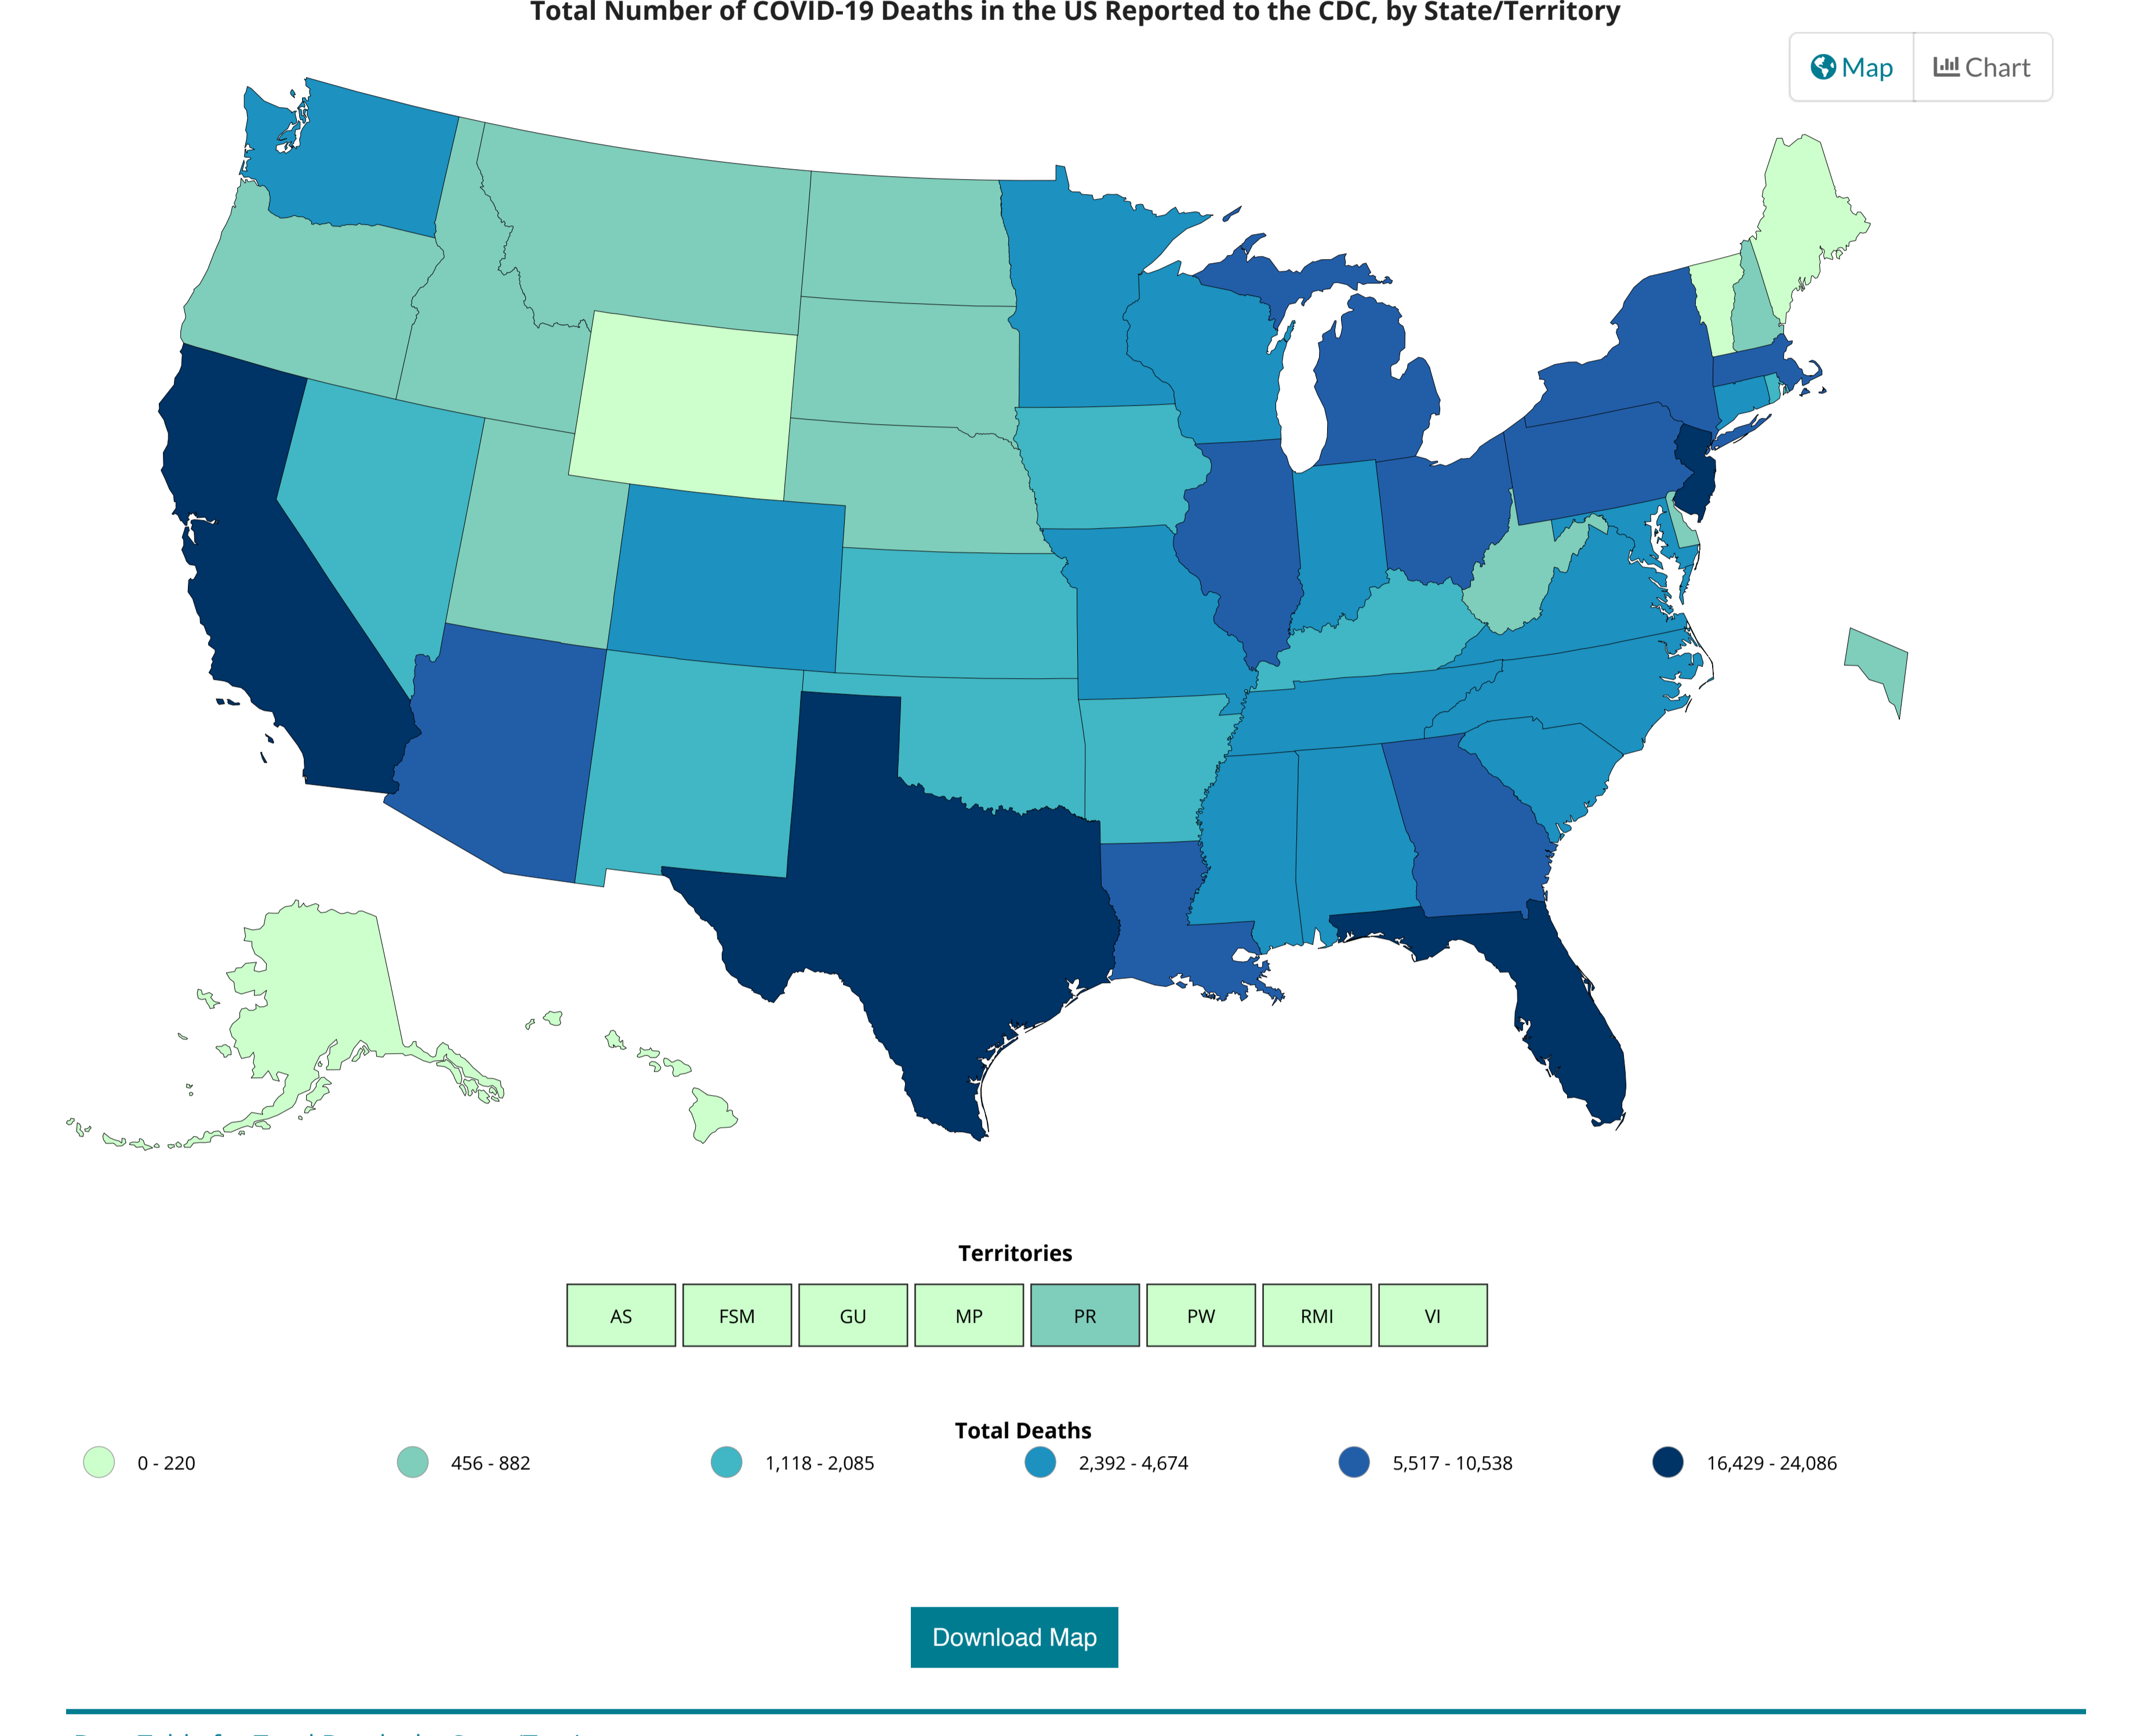 Total Number of COVID-19 Deaths in the US Reported to the CDC, by State/Territory
Map
Chart
Territories
AS FSM GU MP PR PW RMI VI
Total Deaths
0 - 220 456 - 882 1,118 - 2,085 2,392 - 4,674 5,517 - 10,538 16,429 - 24,086
Download Map